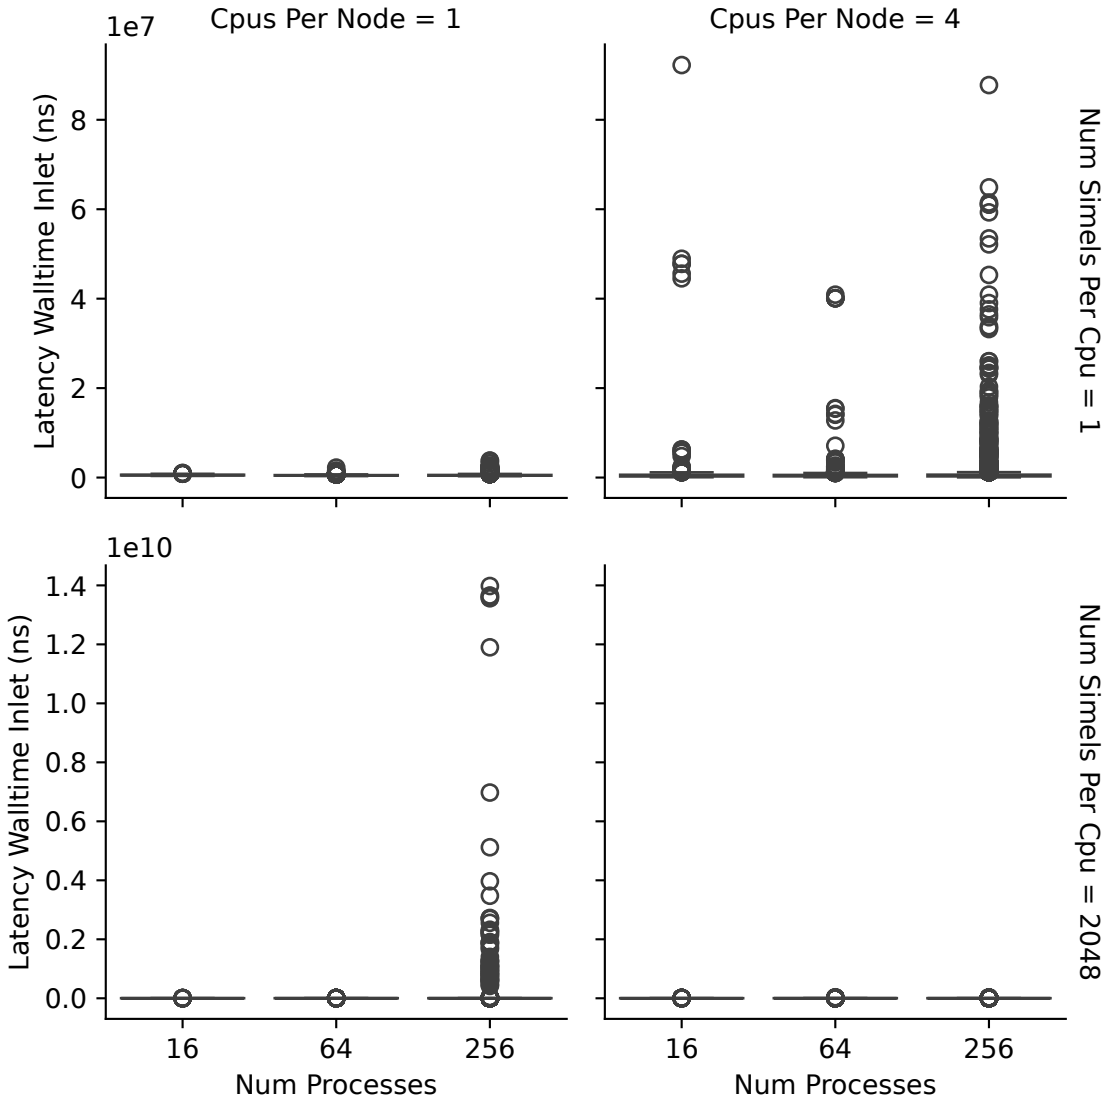 Cpus Per Node = 1
Cpus Per Node = 4
1e7
Latency Walltime Inlet (ns)
8
6
4
2
0
Num Simels Per Cpu = 1
1e10
Latency Walltime Inlet (ns)
1.4
1.2
1.0
0.8
0.6
0.4
0.2
0.0
Num Simels Per Cpu = 2048
16 64 256
16 64 256
Num Processes
Num Processes